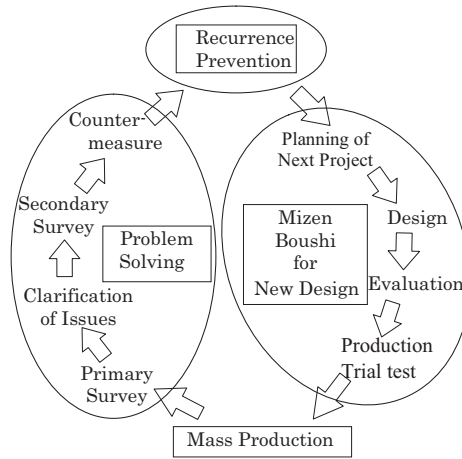 Recurrence
Prevention
Counter-
measure
Planning of
Next Project
Secondary
Survey
Problem
Solving
Mizen
Boushi
for
New Design
Design
Clarification
of Issues
Evaluation
Primary
Survey
Production
Trial test
Mass Production